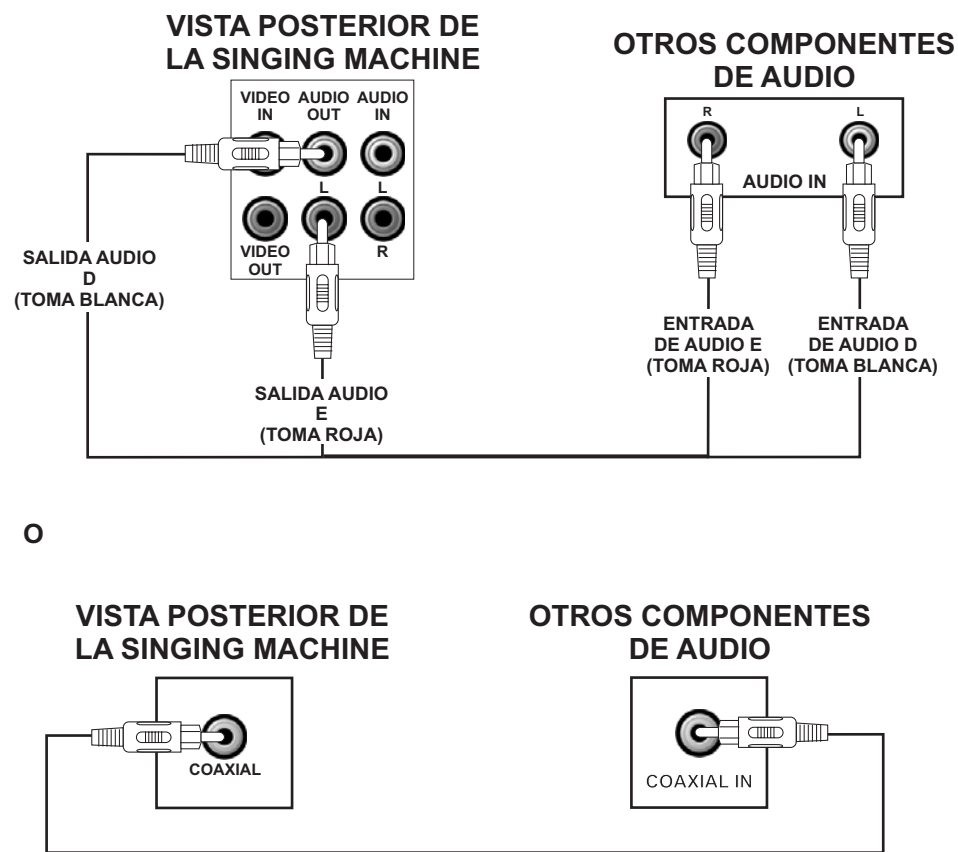 VISTA POSTERIOR DE
LA SINGING MACHINE
VIDEO IN
AUDIO OUT
AUDIO IN
L
L
VIDEO OUT
R
SALIDA AUDIO
D
(TOMA BLANCA)
SALIDA AUDIO
E
(TOMA ROJA)
OTROS COMPONENTES
DE AUDIO
R
L
AUDIO IN
ENTRADA
DE AUDIO E
(TOMA ROJA)
ENTRADA
DE AUDIO D
(TOMA BLANCA)
O
VISTA POSTERIOR DE
LA SINGING MACHINE
COAXIAL
OTROS COMPONENTES
DE AUDIO
COAXIAL IN